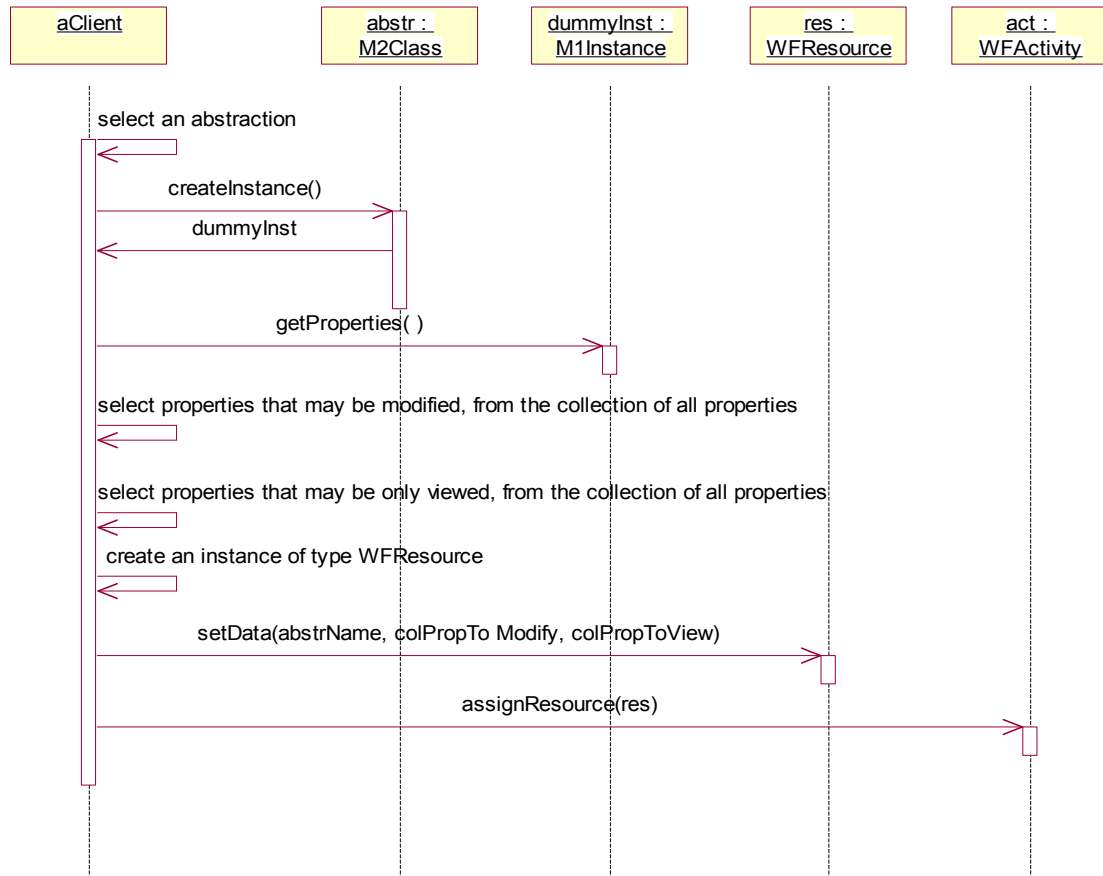 aClient
abstr :
M2Class
dummyInst :
M1Instance
res :
WFResource
act :
WFActivity
select an abstraction
createInstance()
dummyInst
getProperties( )
select properties that may be modified, from the collection of all properties
select properties that may be only viewed, from the collection of all properties
create an instance of type WFResource
setData(abstrName, colPropTo Modify, colPropToView)
assignResource(res)